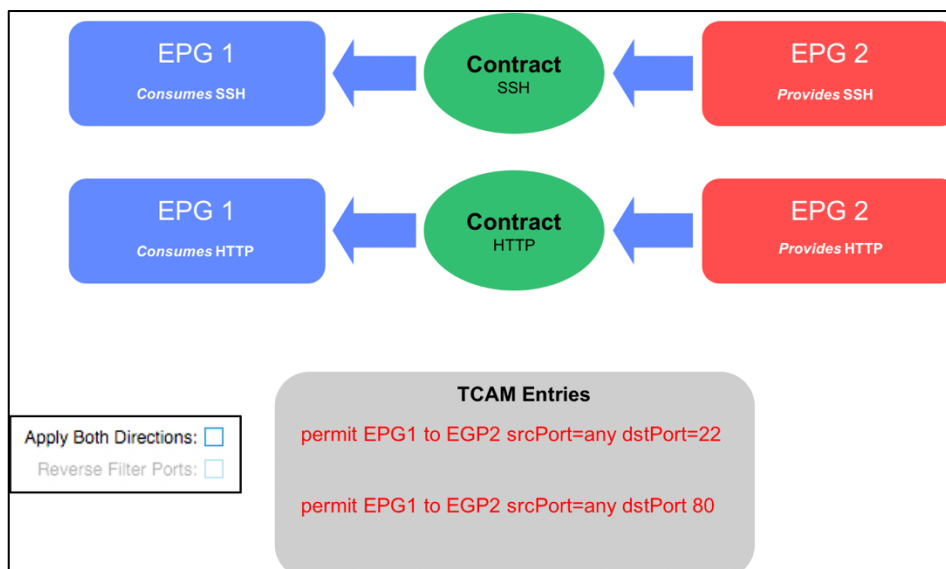 EPG 1
Consumes SSH
Contract
SSH
EPG 2
Provides SSH
EPG 1
Consumes HTTP
Contract
HTTP
EPG 2
Provides HTTP
Apply Both Directions:
Reverse Filter Ports:
TCAM Entries
permit EPG1 to EGP2 srcPort=any dstPort=22
permit EPG1 to EGP2 srcPort=any dstPort 80